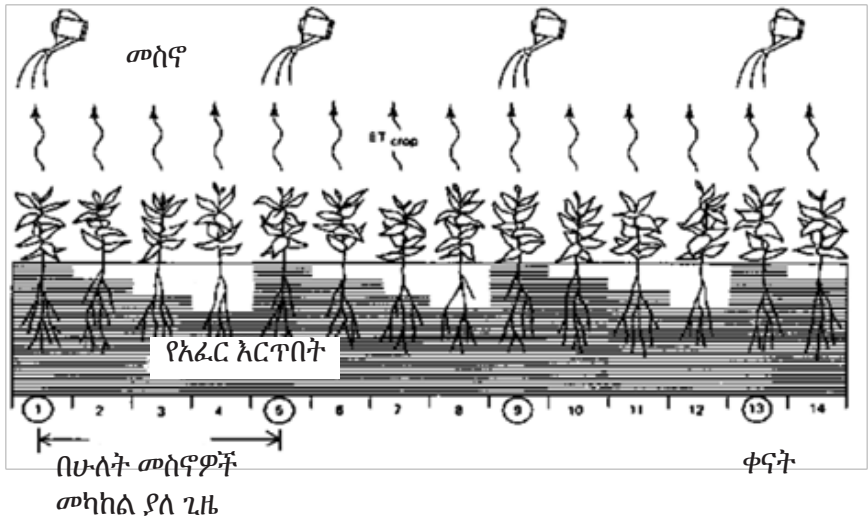 መስኖ
ET crop
የአፈር እርጥበት
1 2 3 4 5 6 7 8 9 10 11 12 13 14
በሁለት መስኖዎች
መካከል ያለ ጊዜ
ቀናት